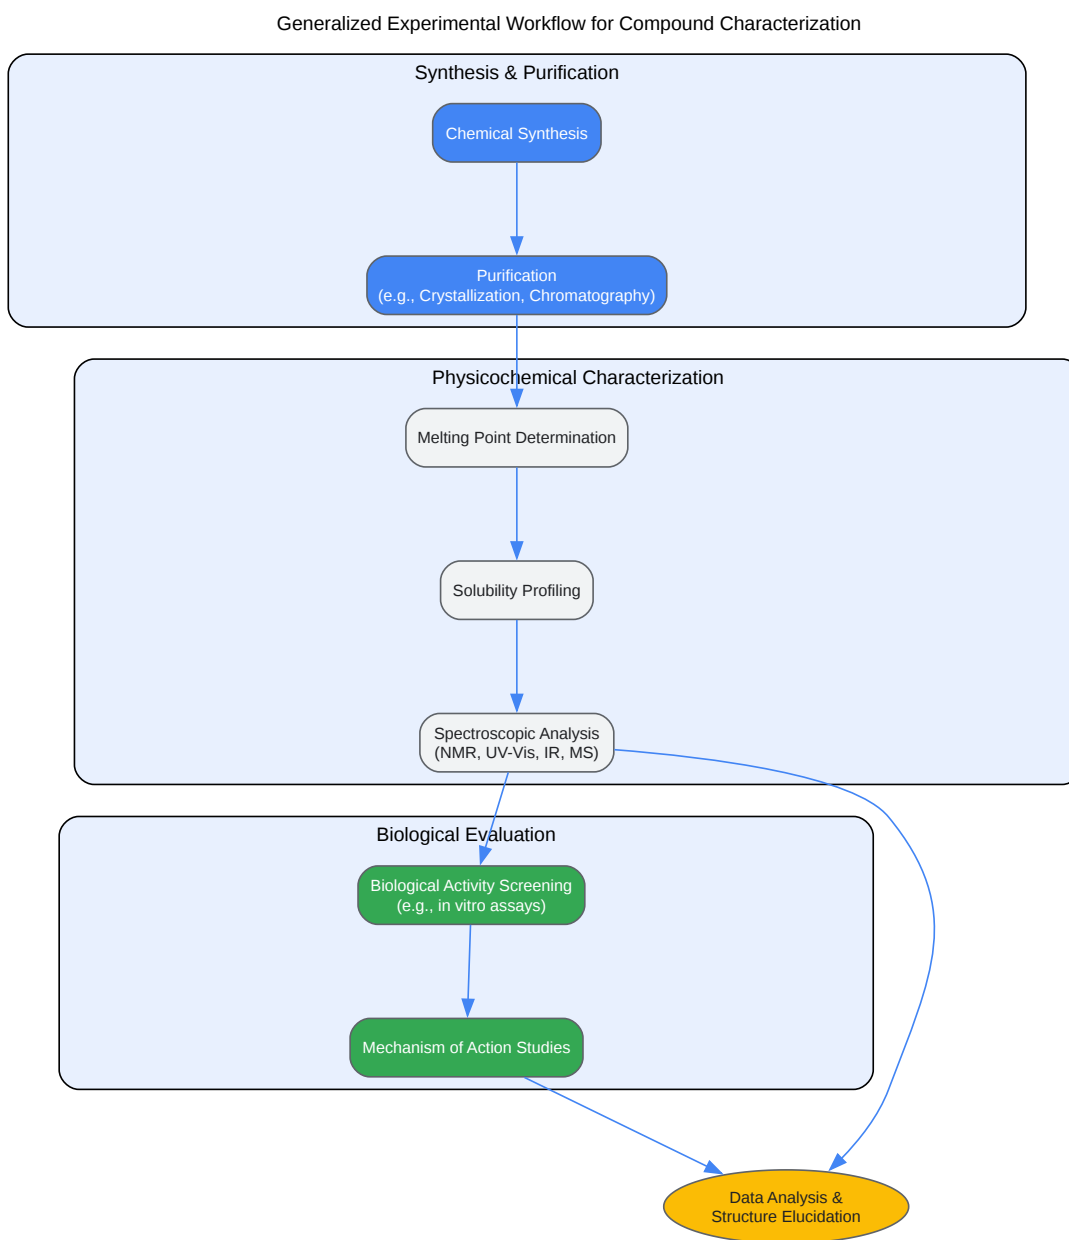 Generalized Experimental Workflow for Compound Characterization
Synthesis & Purification
Chemical Synthesis
Purification
(e.g., Crystallization, Chromatography)
Physicochemical Characterization
Melting Point Determination
Solubility Profiling
Spectroscopic Analysis
(NMR, UV-Vis, IR, MS)
Biological Evaluation
Biological Activity Screening
(e.g., in vitro assays)
Mechanism of Action Studies
Data Analysis &
Structure Elucidation